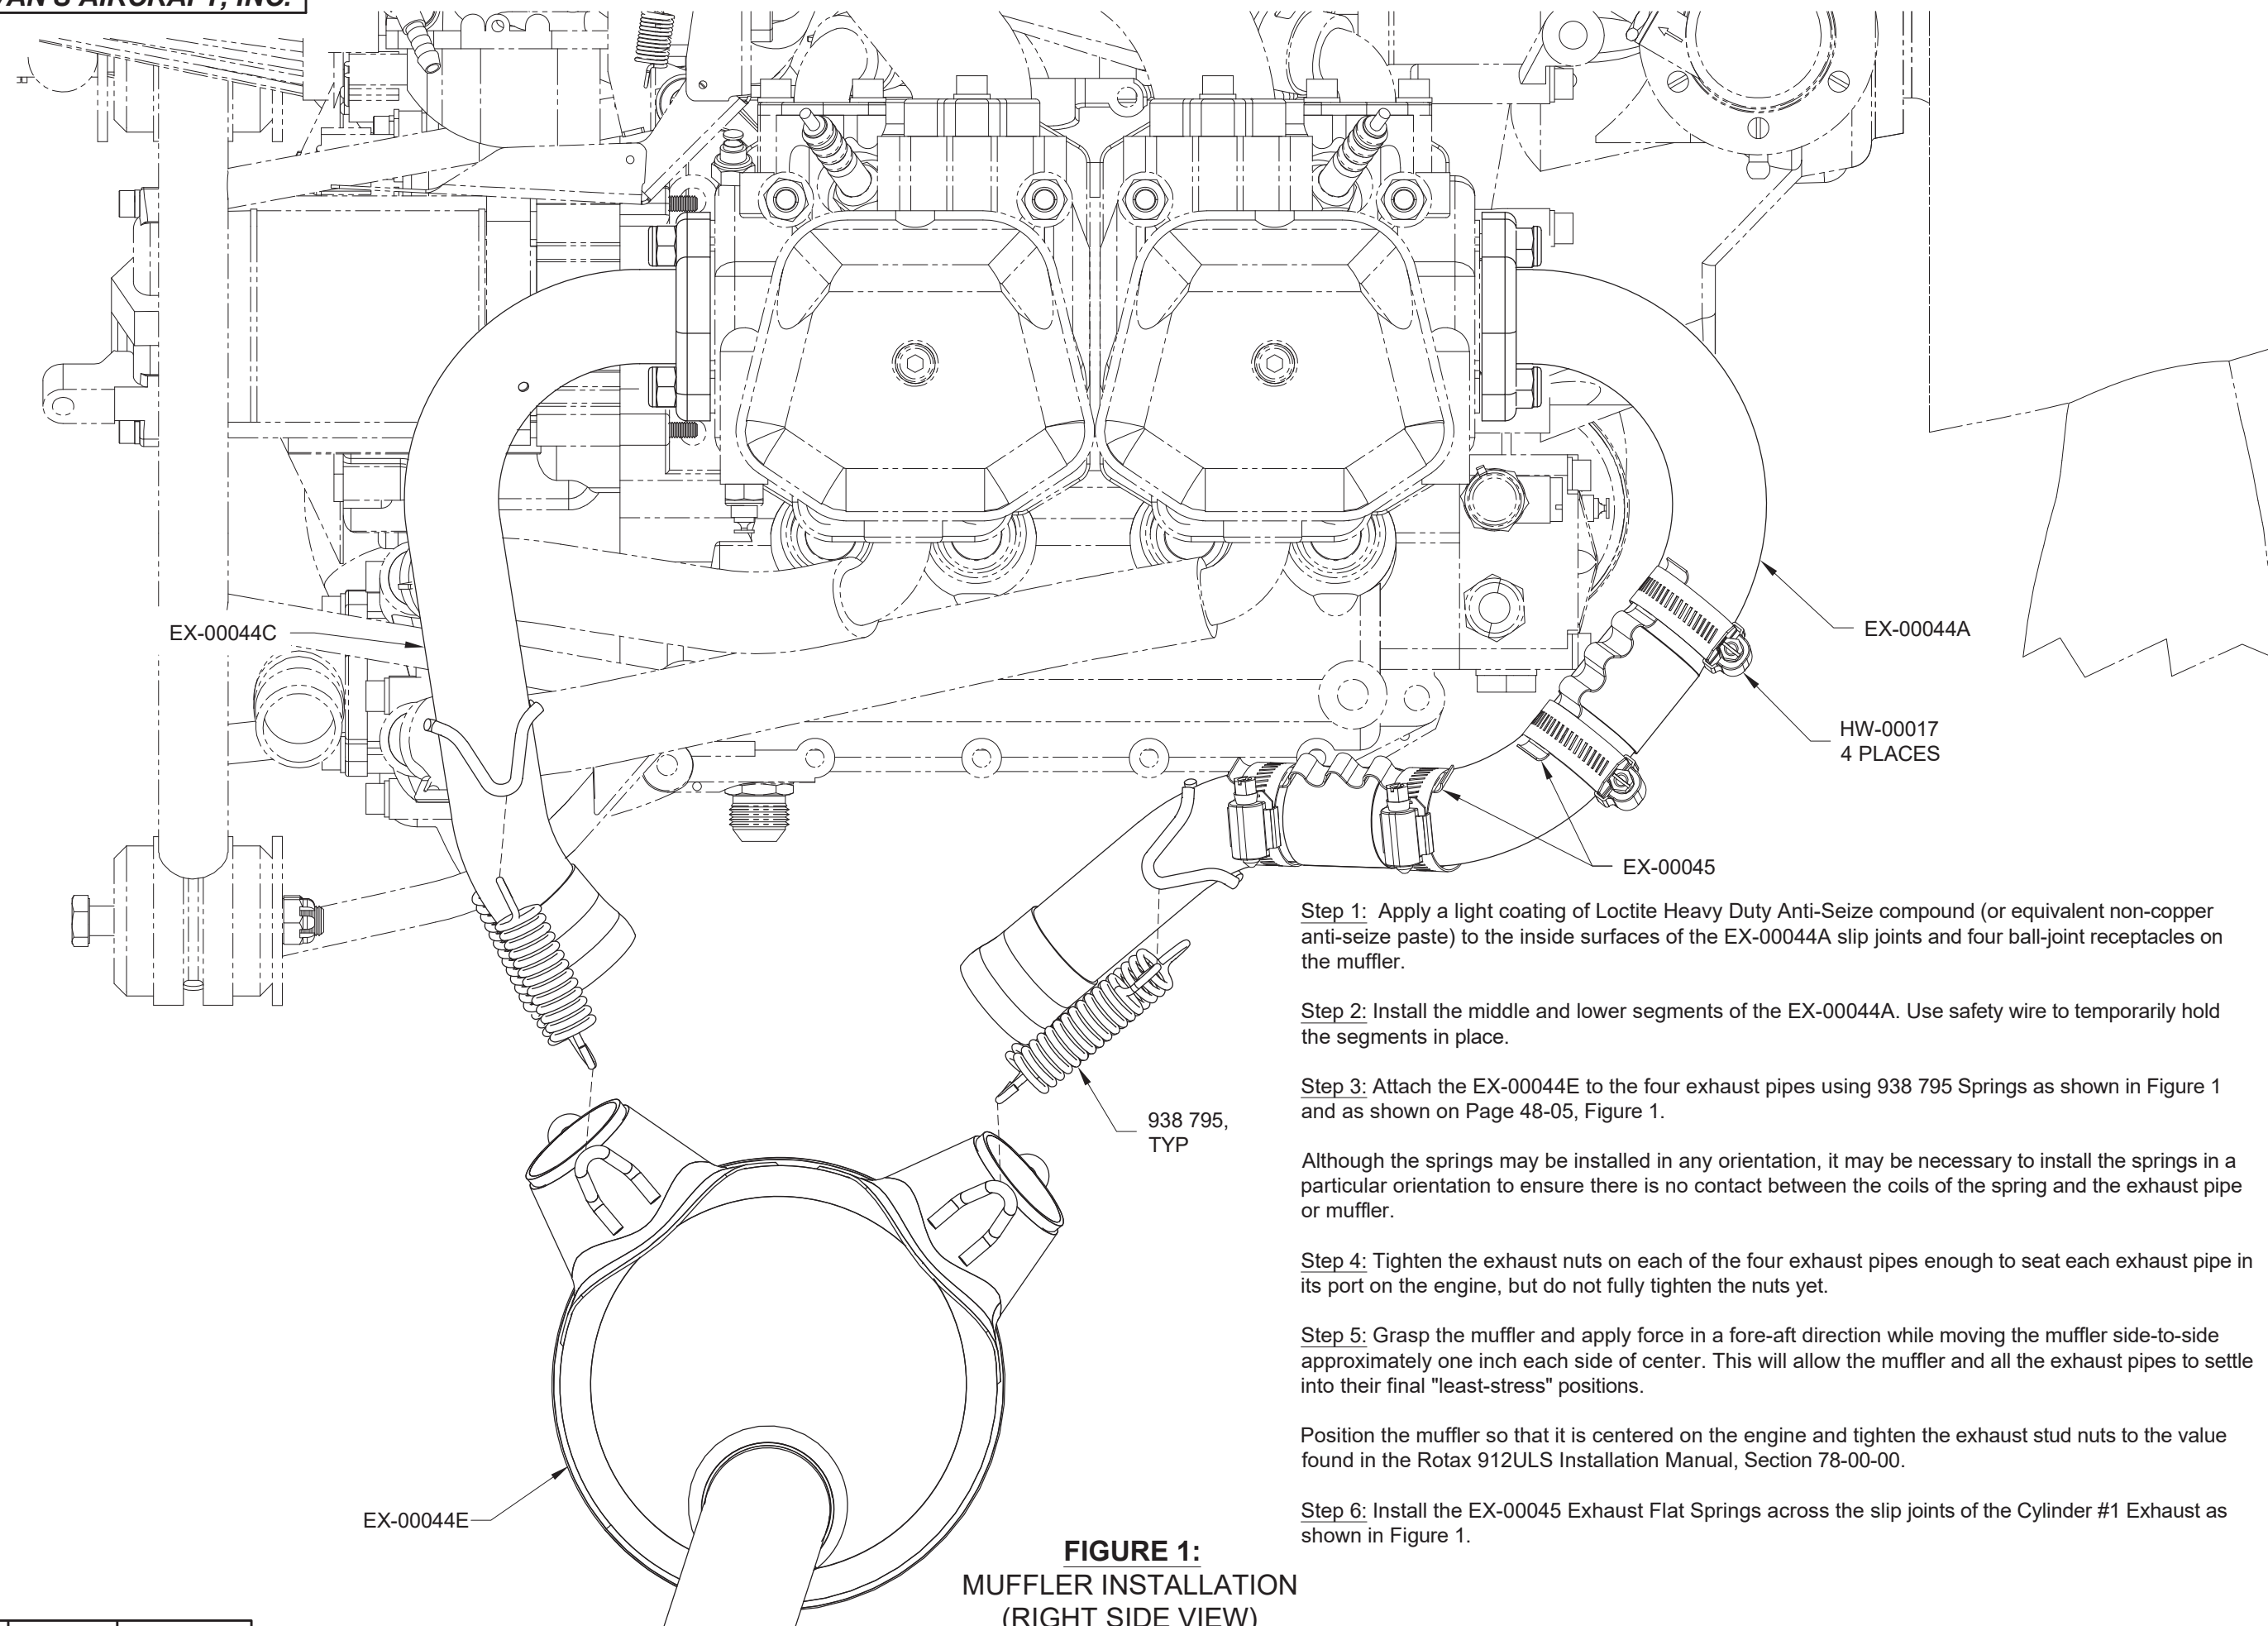 VAN'S AIRCRAFT, INC.
EX-00044C
EX-00044A
HW-00017
4 PLACES
EX-00045
938 795,
TYP
EX-00044E
Step 1: Apply a light coating of Loctite Heavy Duty Anti-Seize compound (or equivalent non-copper
anti-seize paste) to the inside surfaces of the EX-00044A slip joints and four ball-joint receptacles on
the muffler.
Step 2: Install the middle and lower segments of the EX-00044A. Use safety wire to temporarily hold
the segments in place.
Step 3: Attach the EX-00044E to the four exhaust pipes using 938 795 Springs as shown in Figure 1
and as shown on Page 48-05, Figure 1.
Although the springs may be installed in any orientation, it may be necessary to install the springs in a
particular orientation to ensure there is no contact between the coils of the spring and the exhaust pipe
or muffler.
Step 4: Tighten the exhaust nuts on each of the four exhaust pipes enough to seat each exhaust pipe in
its port on the engine, but do not fully tighten the nuts yet.
Step 5: Grasp the muffler and apply force in a fore-aft direction while moving the muffler side-to-side
approximately one inch each side of center. This will allow the muffler and all the exhaust pipes to settle
into their final "least-stress" positions.
Position the muffler so that it is centered on the engine and tighten the exhaust stud nuts to the value
found in the Rotax 912ULS Installation Manual, Section 78-00-00.
Step 6: Install the EX-00045 Exhaust Flat Springs across the slip joints of the Cylinder #1 Exhaust as
shown in Figure 1.
FIGURE 1:
MUFFLER INSTALLATION
(RIGHT SIDE VIEW)